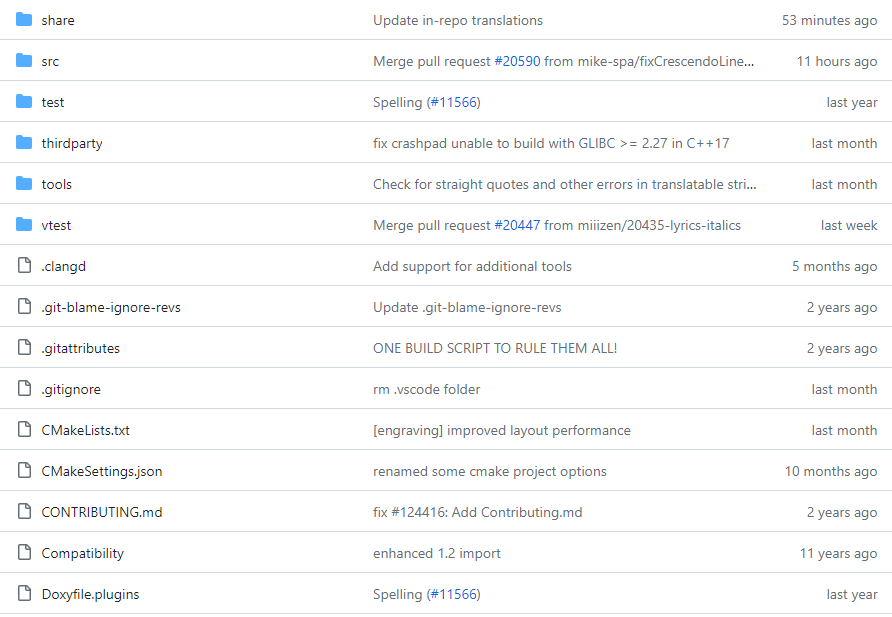 share Update in-repo translations 53 minutes ago
src Merge pull request #20590 from mike-spa/fixCrescendoLine... 11 hours ago
test Spelling (#11566) last year
thirdparty fix crashpad unable to build with GLIBC >= 2.27 in C++17 last month
tools Check for straight quotes and other errors in translatable stri... last month
vtest Merge pull request #20447 from miiizen/20435-lyrics-italics last week
.clangd Add support for additional tools 5 months ago
.git-blame-ignore-revs Update .git-blame-ignore-revs 2 years ago
.gitattributes ONE BUILD SCRIPT TO RULE THEM ALL! 2 years ago
.gitignore rm .vscode folder last month
CMakeLists.txt [engraving] improved layout performance last month
CMakeSettings.json renamed some cmake project options 10 months ago
CONTRIBUTING.md fix #124416: Add Contributing.md 2 years ago
Compatibility enhanced 1.2 import 11 years ago
Doxyfile.plugins Spelling (#11566) last year